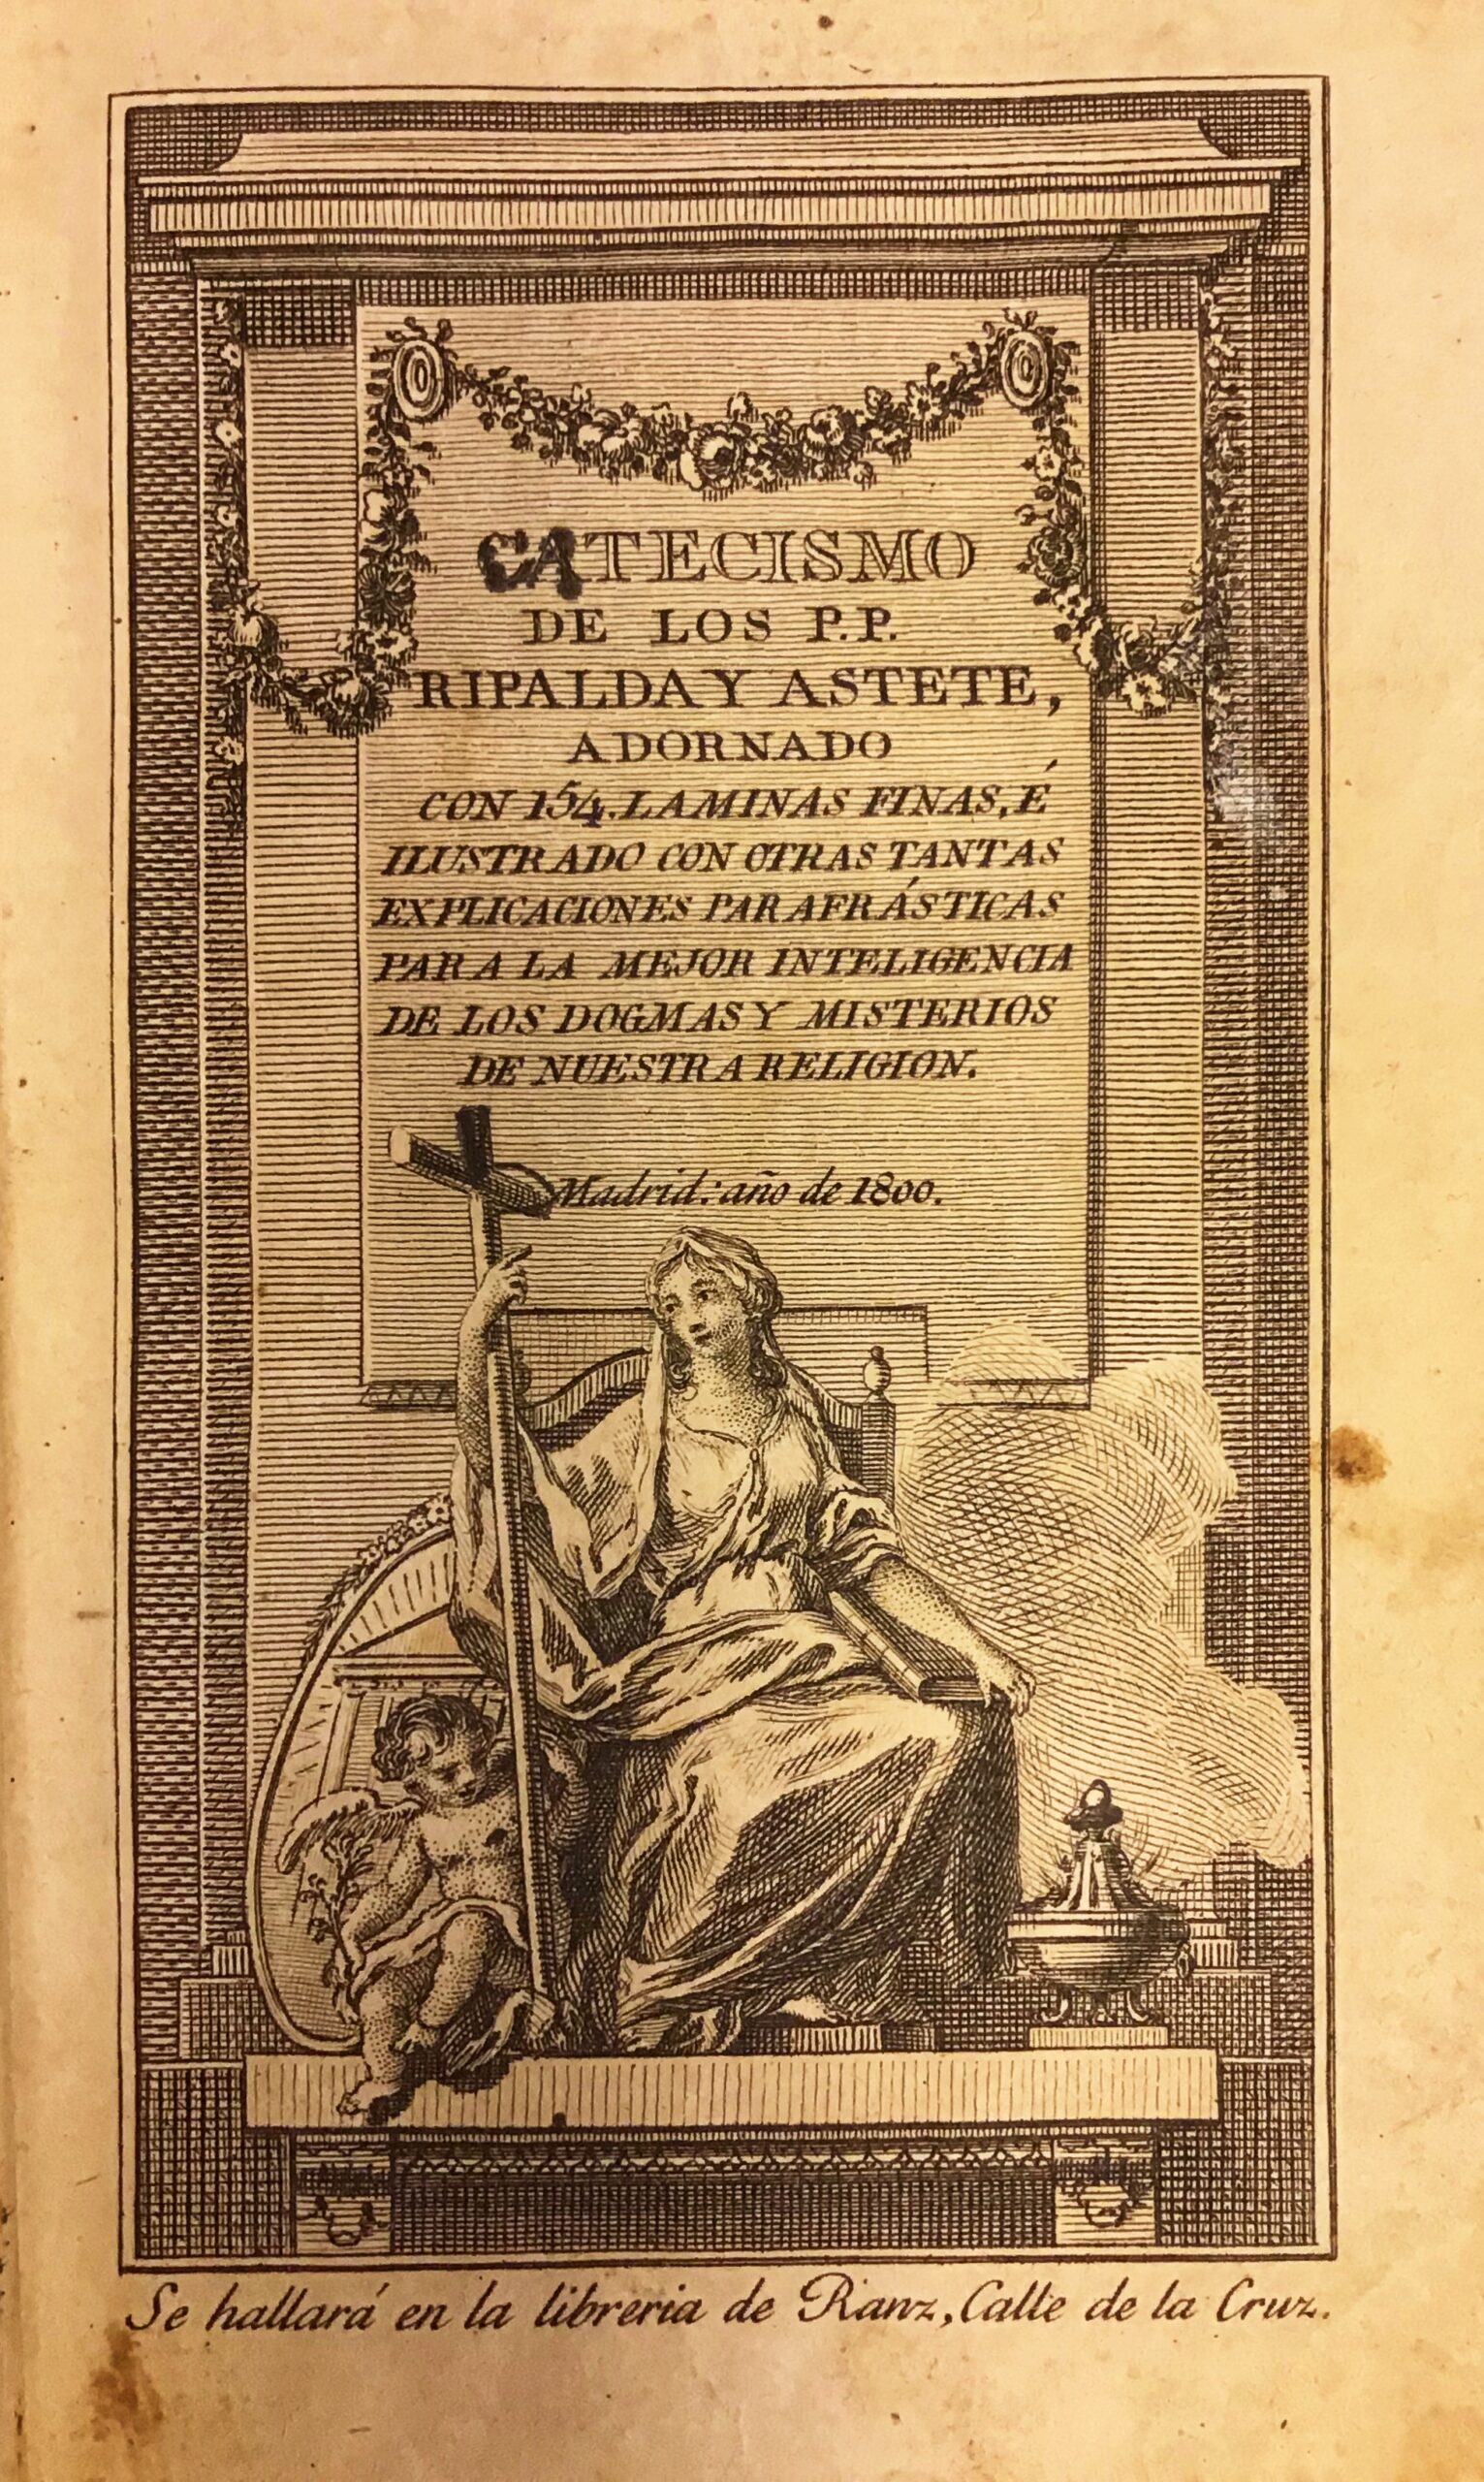 CATECISMO
DE LOS P.P.
RIPALDA Y ASTETE,
ADORNADO
CON 154. LAMINAS FINAS, É
ILUSTRADO CON OTRAS TANTAS
EXPLICACIONES PARAFRÁSTICAS
PARA LA MEJOR INTELIGENCIA
DE LOS DOGMAS Y MISTERIOS
DE NUESTRA RELIGION.
Madrid: año de 1800.
Se hallará en la libreria de Ranz, Calle de la Cruz.